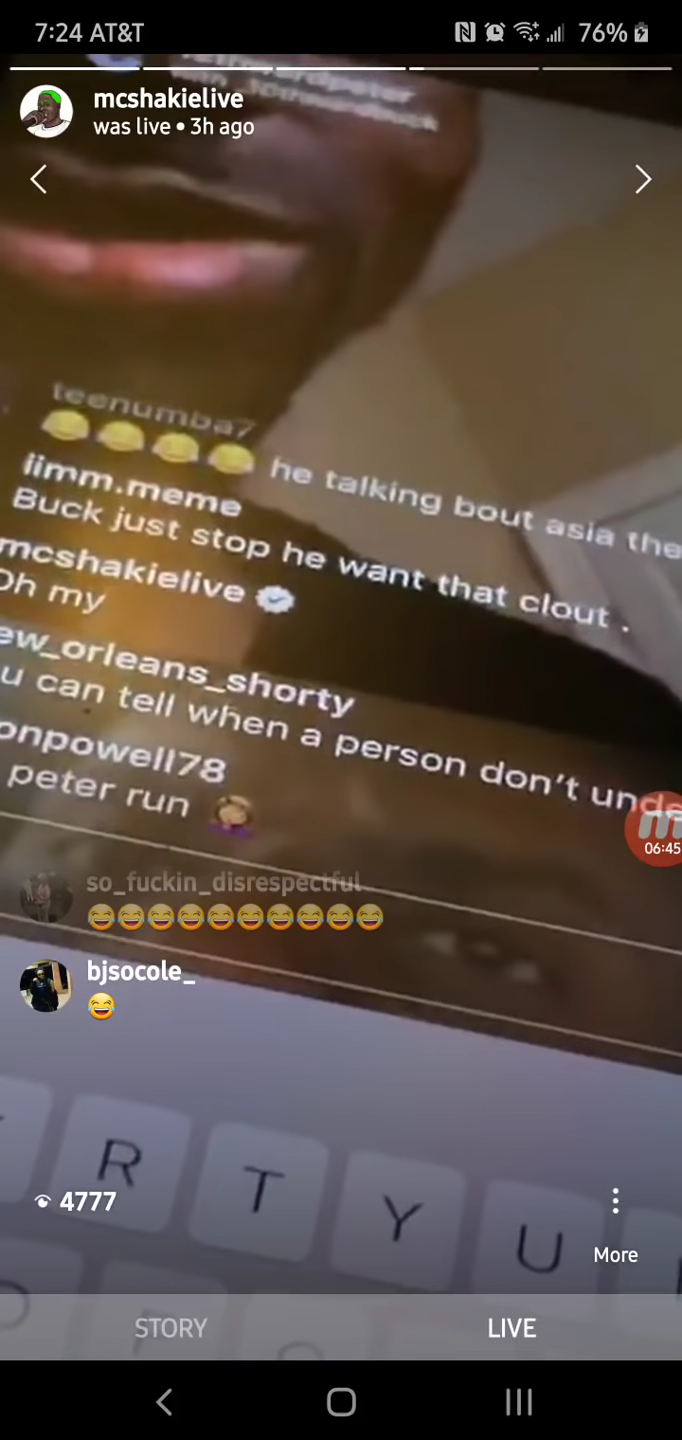 7:24 AT&T 76%
mcshakielive
was live • 3h ago
teenumba7
😂😂😂😂 he talking bout asia the
iimm.meme
Buck just stop he want that clout .
mcshakielive
Oh my
ew_orleans_shorty
u can tell when a person don't unde
onpowell78
peter run 🤦
so_fuckin_disrespectful
😂😂😂😂😂😂😂😂😂😂
bjsocole_
😂
06:45
R T Y U
4777
More
STORY LIVE